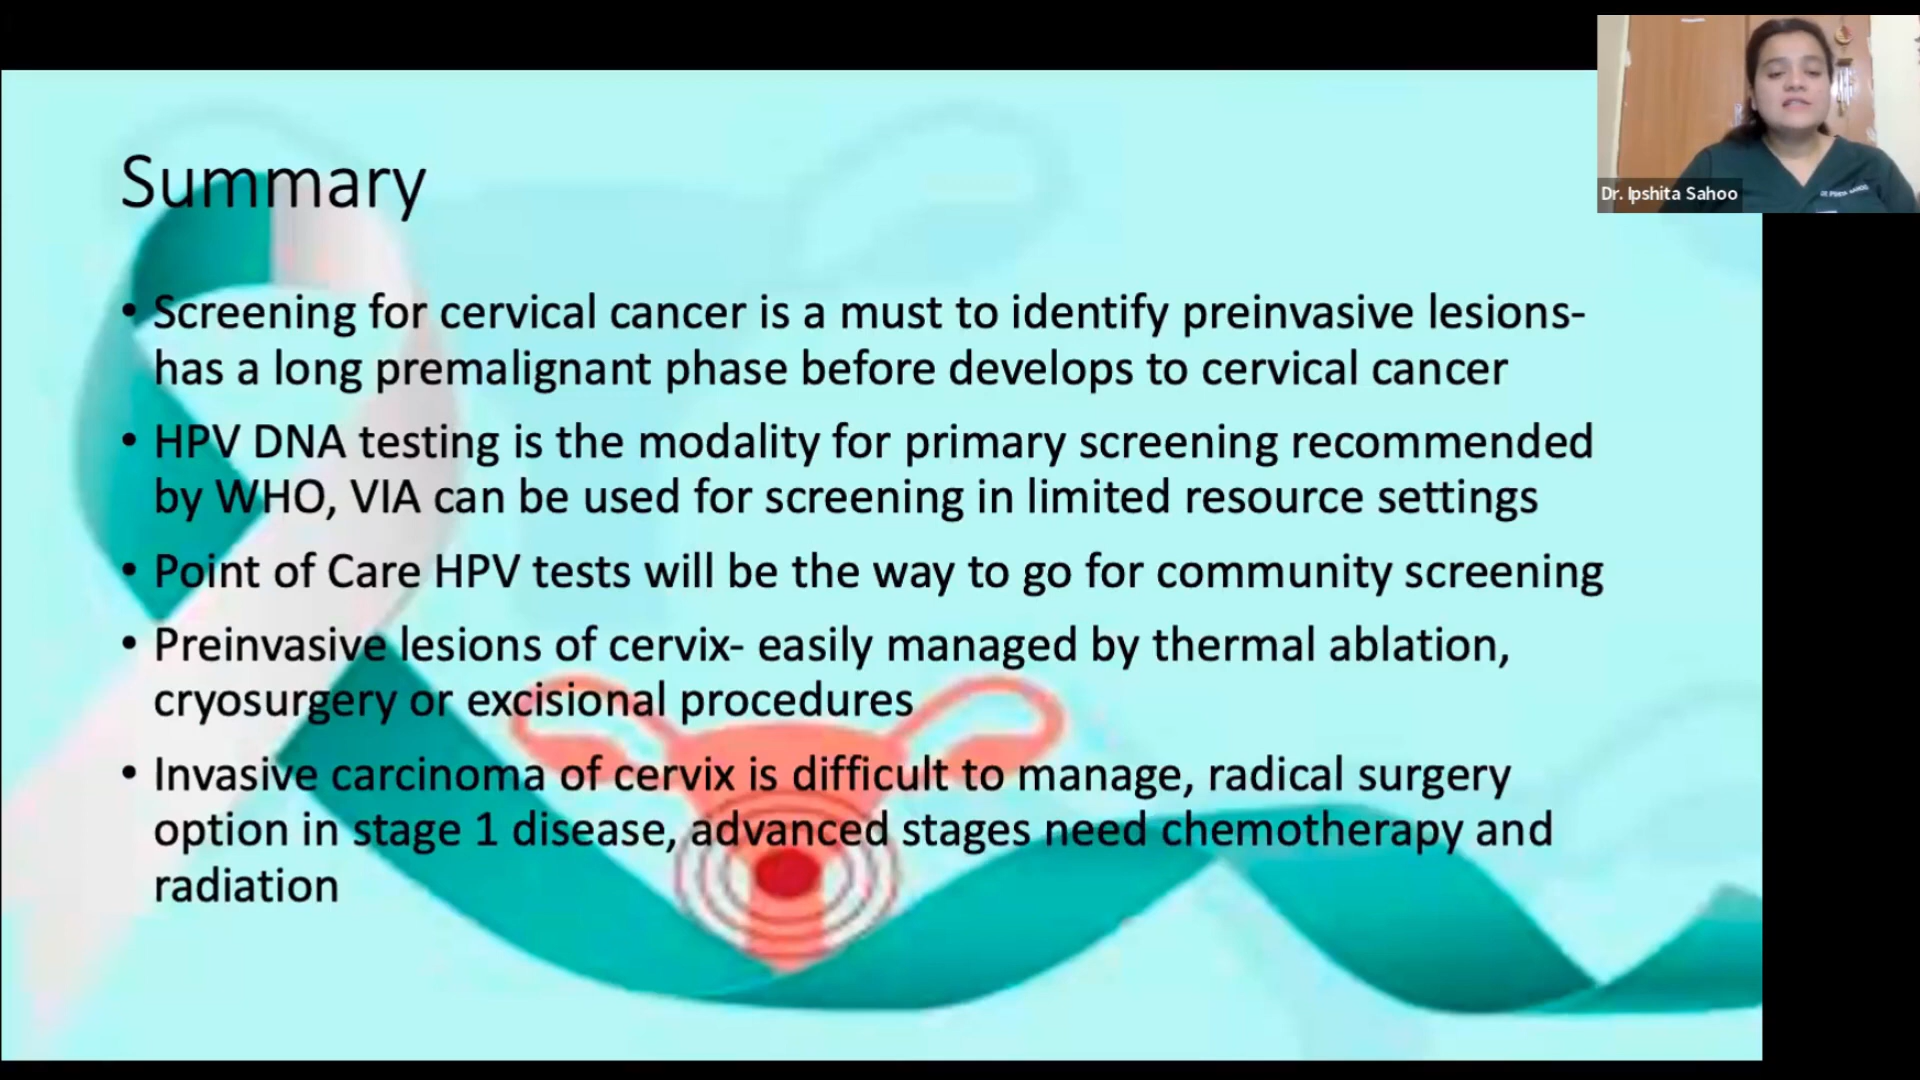 Summary
• Screening for cervical cancer is a must to identify preinvasive lesions-
has a long premalignant phase before develops to cervical cancer
• HPV DNA testing is the modality for primary screening recommended
by WHO, VIA can be used for screening in limited resource settings
• Point of Care HPV tests will be the way to go for community screening
• Preinvasive lesions of cervix- easily managed by thermal ablation,
cryosurgery or excisional procedures
• Invasive carcinoma of cervix is difficult to manage, radical surgery
option in stage 1 disease, advanced stages need chemotherapy and
radiation
Dr. Ipshita Sahoo